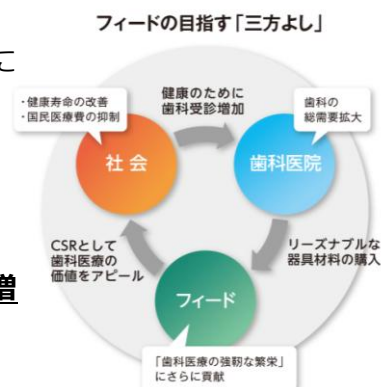 フィードの目指す「三方よし」
に
・健康寿命の改善
・国民医療費の抑制
健康のために
歯科受診増加
歯科の
総需要拡大
社会
歯科医院
CSRとして
歯科医療の
価値をアピール
リーズナブルな
器具材料の購入
増
フィード
「歯科医療の強靭な繁栄」
にさらに貢献